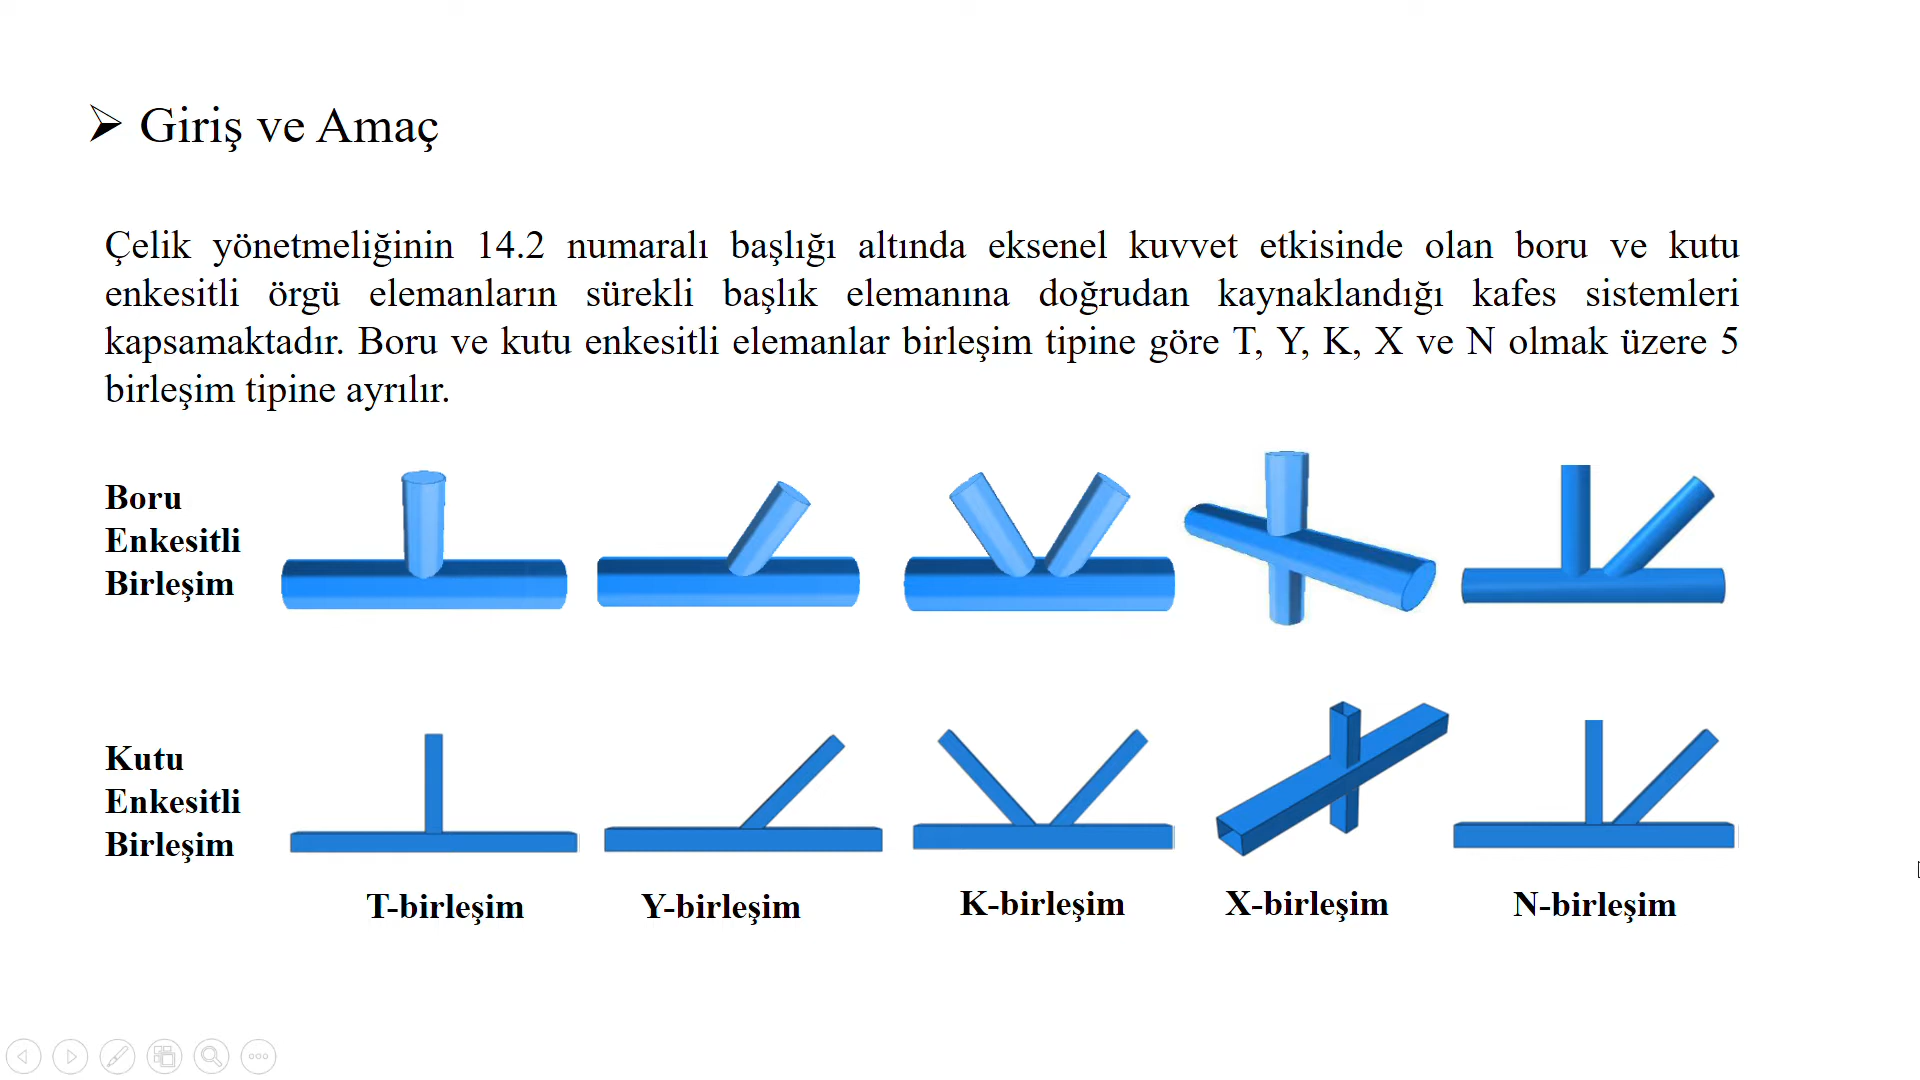 Giriş ve Amaç
Çelik yönetmeliğinin 14.2 numaralı başlığı altında eksenel kuvvet etkisinde olan boru ve kutu
enkesitli örgü elemanların sürekli başlık elemanına doğrudan kaynaklandığı kafes sistemleri
kapsamaktadır. Boru ve kutu enkesitli elemanlar birleşim tipine göre T, Y, K, X ve N olmak üzere 5
birleşim tipine ayrılır.
Boru
Enkesitli
Birleşim
Kutu
Enkesitli
Birleşim
T-birleşim
Y-birleşim
K-birleşim
X-birleşim
N-birleşim